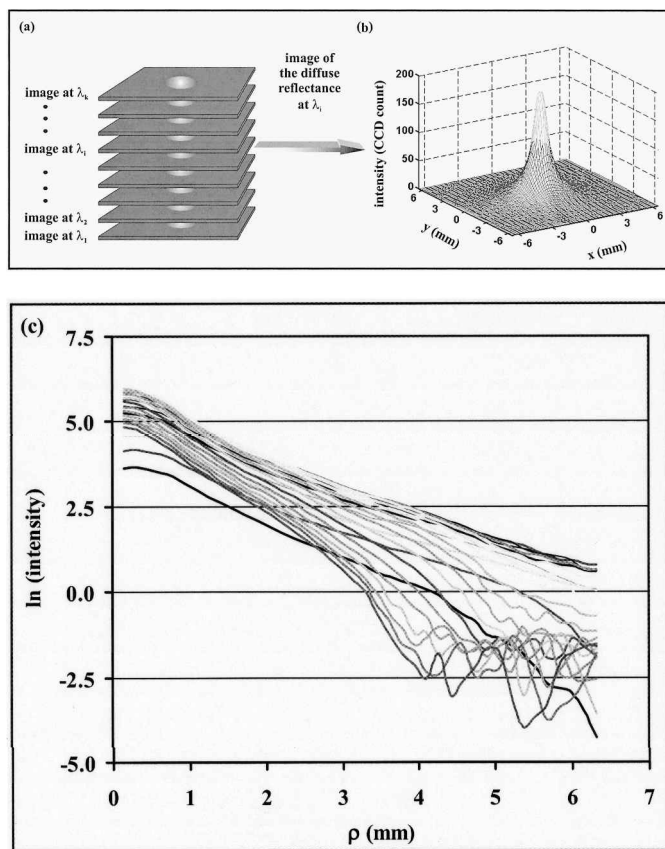 (a)
image at λk
image at λi
image at λ2
image at λ1
image of
the diffuse
reflectance
at λi
(b)
intensity (CCD count)
200
150
100
50
0
6
3
0
-3
-6
y (mm)
-6
-3
0
3
6
x (mm)
(c)
ln (intensity)
7.5
5.0
2.5
0.0
-2.5
-5.0
0 1 2 3 4 5 6 7
ρ (mm)